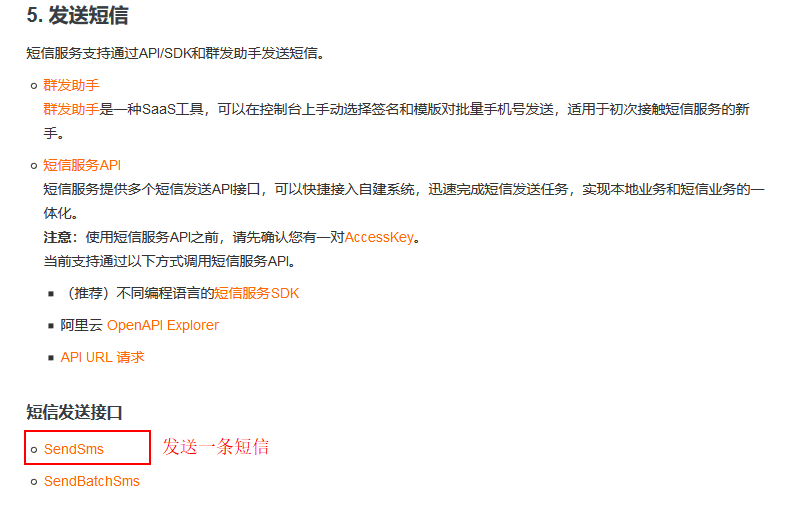 5. 发送短信
短信服务支持通过API/SDK和群发助手发送短信。
群发助手
群发助手是一种SaaS工具，可以在控制台上手动选择签名和模版对批量手机号发送，适用于初次接触短信服务的新
手。
短信服务API
短信服务提供多个短信发送API接口，可以快捷接入自建系统，迅速完成短信发送任务，实现本地业务和短信业务的一
体化。
注意：使用短信服务API之前，请先确认您有一对AccessKey。
当前支持通过以下方式调用短信服务API。
（推荐）不同编程语言的短信服务SDK
阿里云 OpenAPI Explorer
API URL 请求
短信发送接口
SendSms 发送一条短信
SendBatchSms